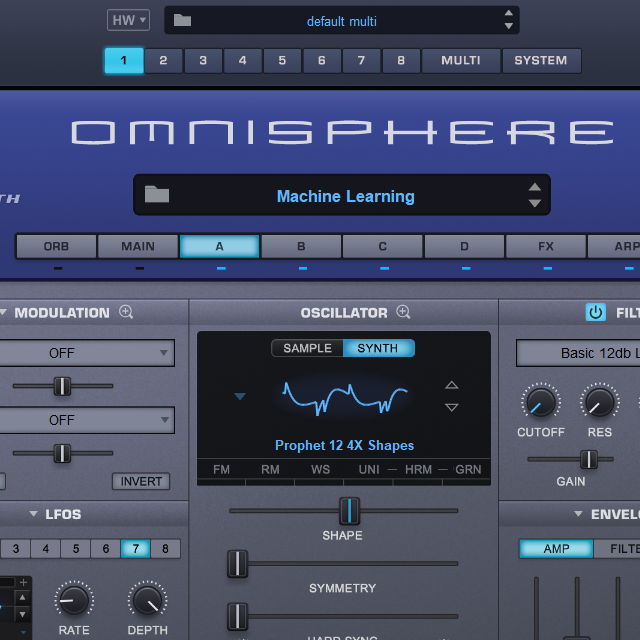 HW
default multi
1 2 3 4 5 6 7 8 MULTI SYSTEM
OMNISPHERE
TH
Machine Learning
ORB MAIN A B C D FX ARP
MODULATION OSCILLATOR FILT
SAMPLE SYNTH
OFF Basic 12db L
OFF
CUTOFF RES
Prophet 12 4X Shapes
FM RM WS UNI — HRM — GRN
INVERT GAIN
LFOS ENVELO
SHAPE
3 4 5 6 7 8 AMP FILTE
SYMMETRY
RATE DEPTH
HARD SYNC